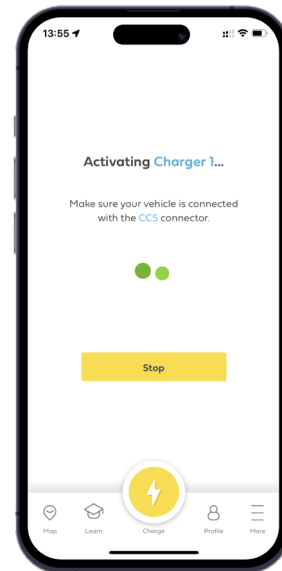 13:55
Activating Charger 1...
Make sure your vehicle is connected
with the CCS connector.
Stop
Map
Learn
Charge
Profile
More